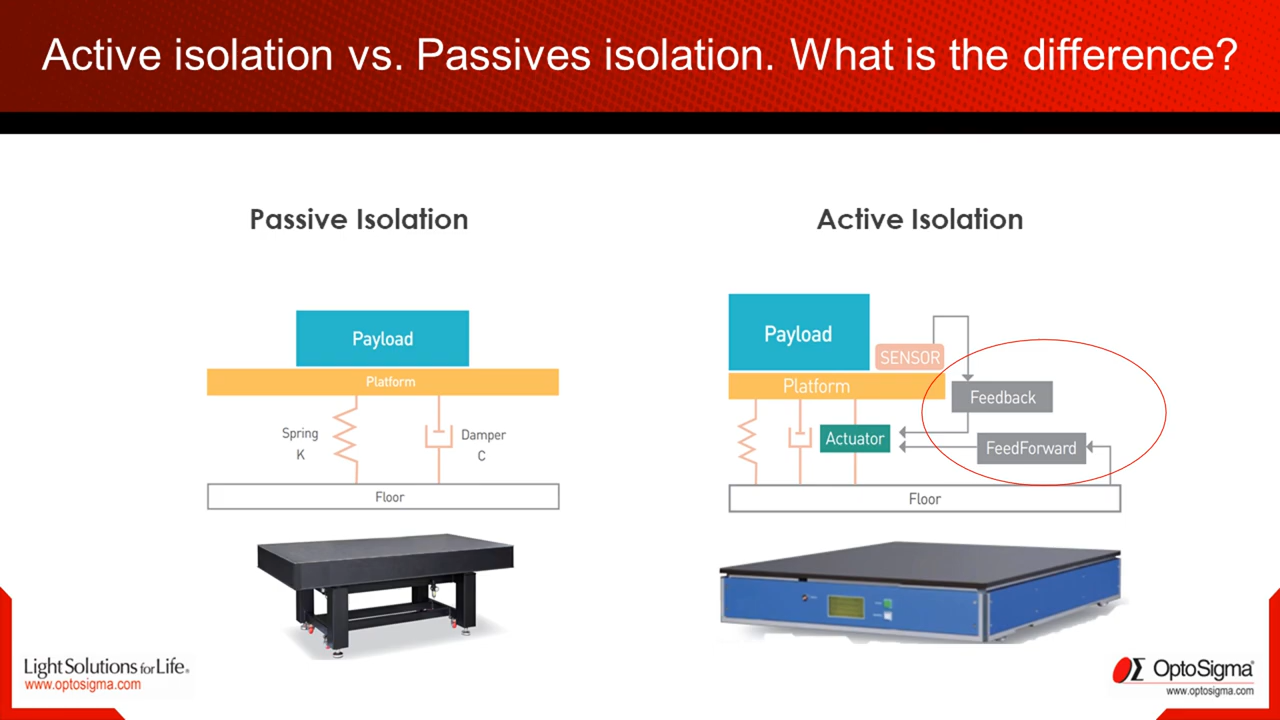 Active isolation vs. Passives isolation. What is the difference?
Passive Isolation
Payload
Platform
Spring
K
Damper
C
Floor
Active Isolation
Payload
SENSOR
Platform
Feedback
Actuator
FeedForward
Floor
Light Solutions for Life®
www.optosigma.com
OptoSigma®
www.optosigma.com